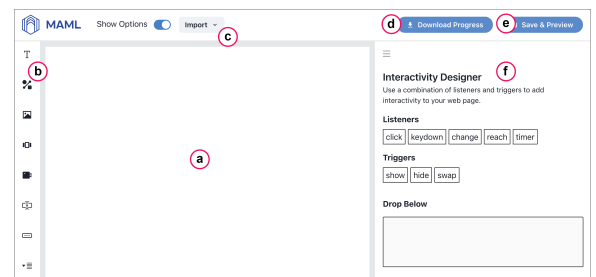 MAML Show Options Import c d Download Progress e Save & Preview
T
b
f
Interactivity Designer
Use a combination of listeners and triggers to add
interactivity to your web page.
Listeners
click keydown change reach timer
a
Triggers
show hide swap
Drop Below